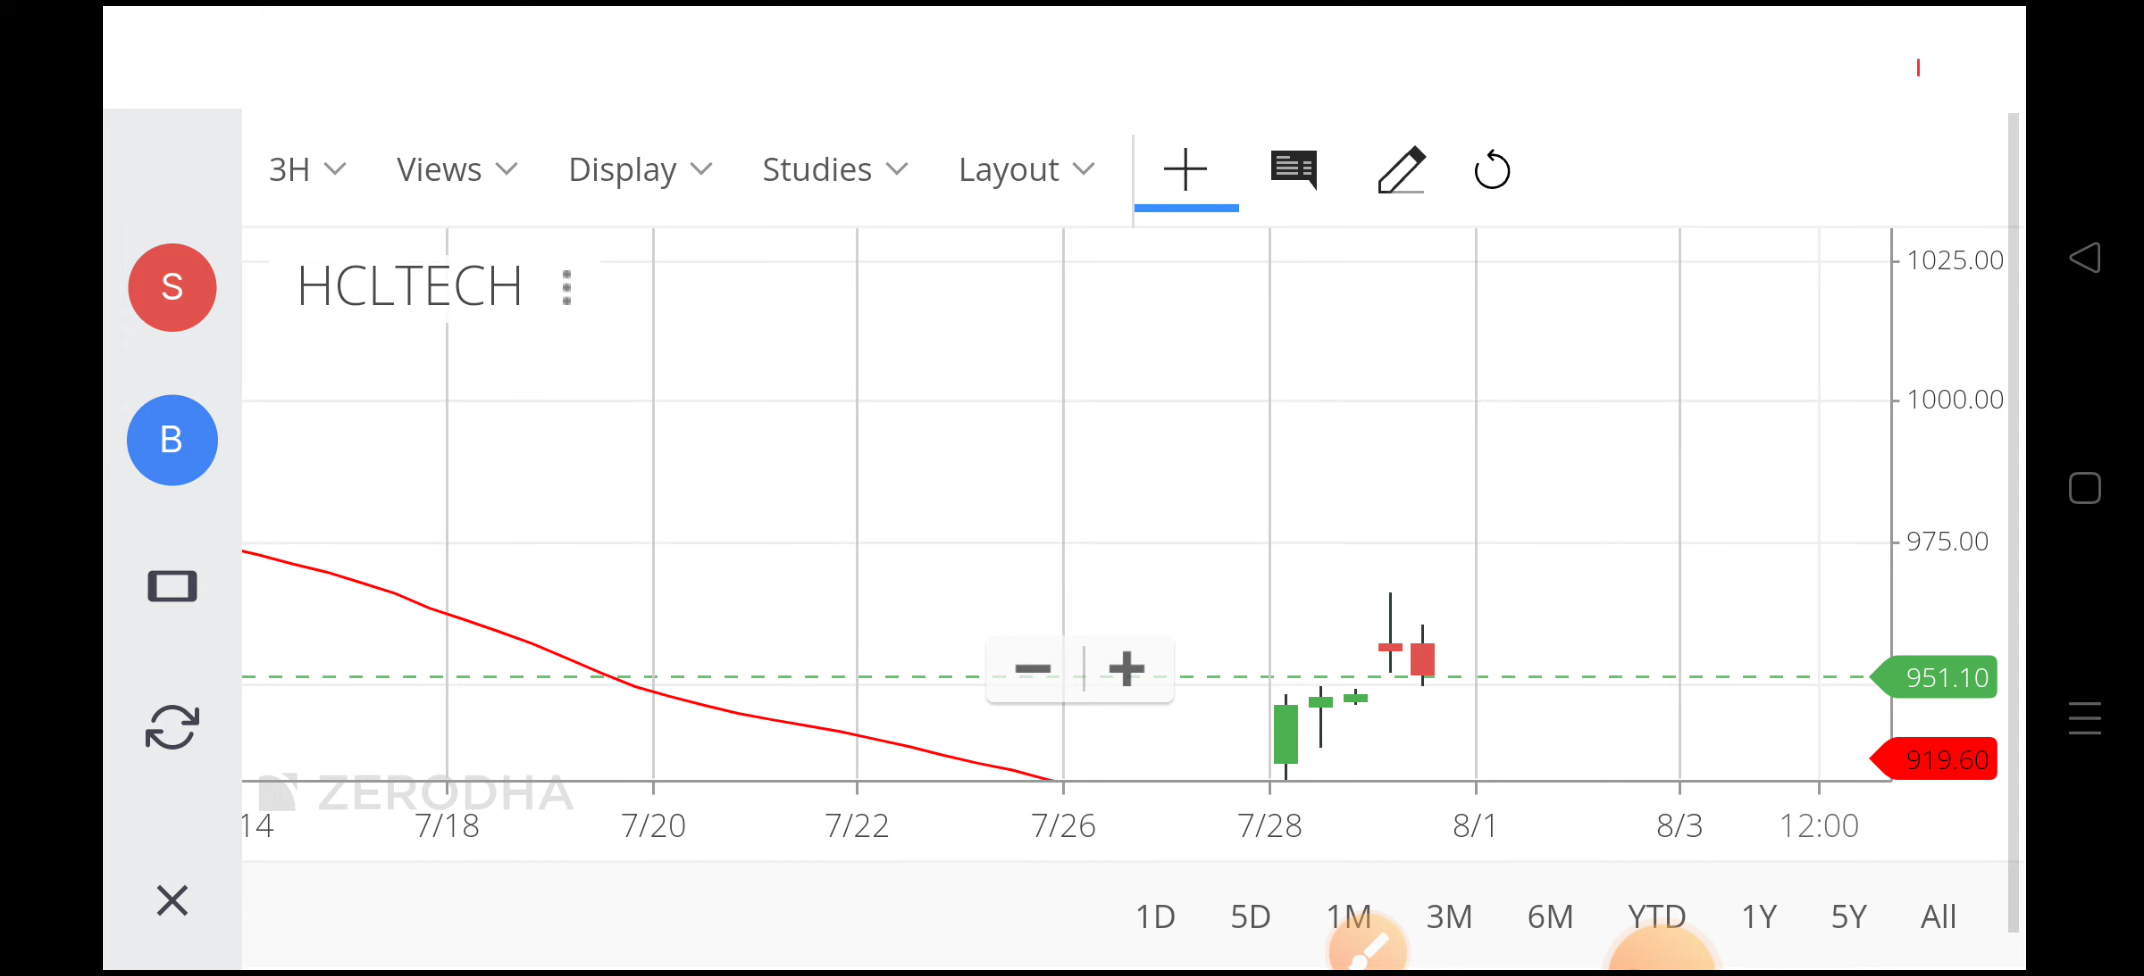 3H Views Display Studies Layout
HCLTECH
S
B
1025.00
1000.00
975.00
951.10
919.60
ZERODHA
14 7/18 7/20 7/22 7/26 7/28 8/1 8/3 12:00
1D 5D 1M 3M 6M YTD 1Y 5Y All